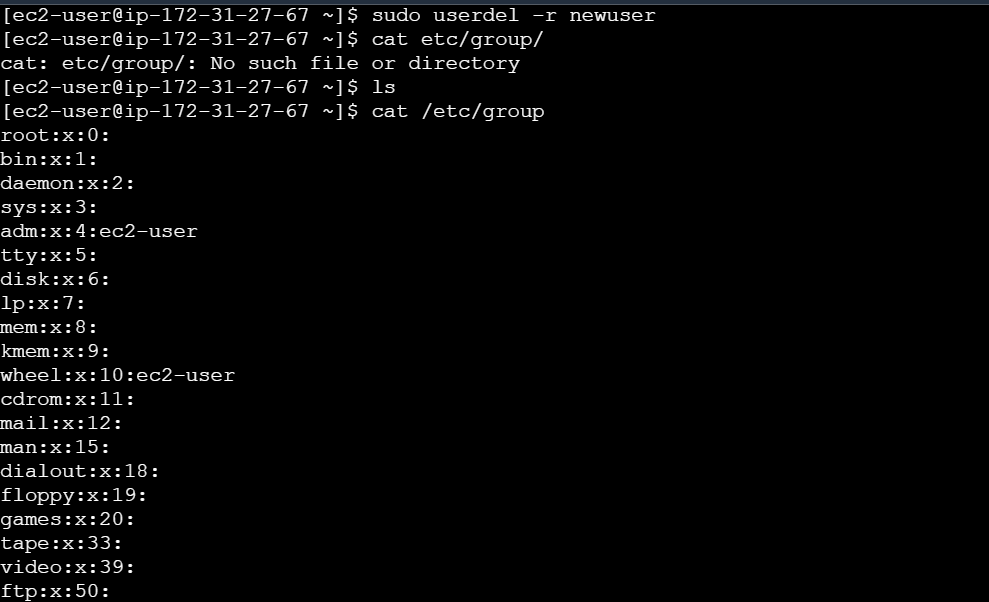 [ec2-user@ip-172-31-27-67 ~]$ sudo userdel -r newuser
[ec2-user@ip-172-31-27-67 ~]$ cat etc/group/
cat: etc/group/: No such file or directory
[ec2-user@ip-172-31-27-67 ~]$ ls
[ec2-user@ip-172-31-27-67 ~]$ cat /etc/group
root:x:0:
bin:x:1:
daemon:x:2:
sys:x:3:
adm:x:4:ec2-user
tty:x:5:
disk:x:6:
lp:x:7:
mem:x:8:
kmem:x:9:
wheel:x:10:ec2-user
cdrom:x:11:
mail:x:12:
man:x:15:
dialout:x:18:
floppy:x:19:
games:x:20:
tape:x:33:
video:x:39:
ftp:x:50: